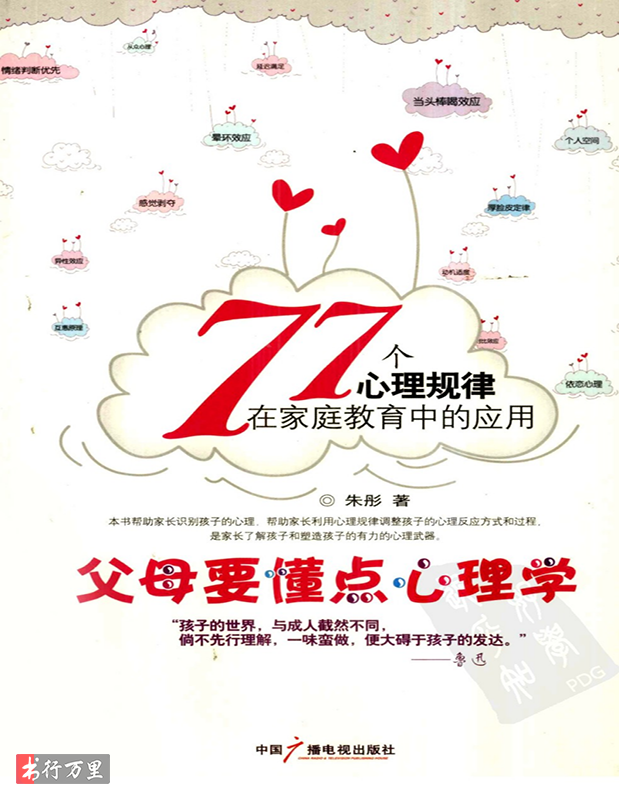 从众心理
情绪判断优先
延迟满足
当头棒喝效应
晕环效应
个人空间
感觉剥夺
厚脸皮定律
异性效应
动机适度
互惠原理
依恋心理
77个
心理规律
在家庭教育中的应用
◎ 朱彤 著
本书帮助家长识别孩子的心理，帮助家长利用心理规律调整孩子的心理反应方式和过程，
是家长了解孩子和塑造孩子的有力的心理武器。
父母要懂点心理学
“孩子的世界，与成人截然不同，
倘不先行理解，一味蛮做，便大碍于孩子的发达。”
——鲁迅
PDG
中国广播电视出版社
CHINA RADIO & TELEVISION PUBLISHING HOUSE
书行万里